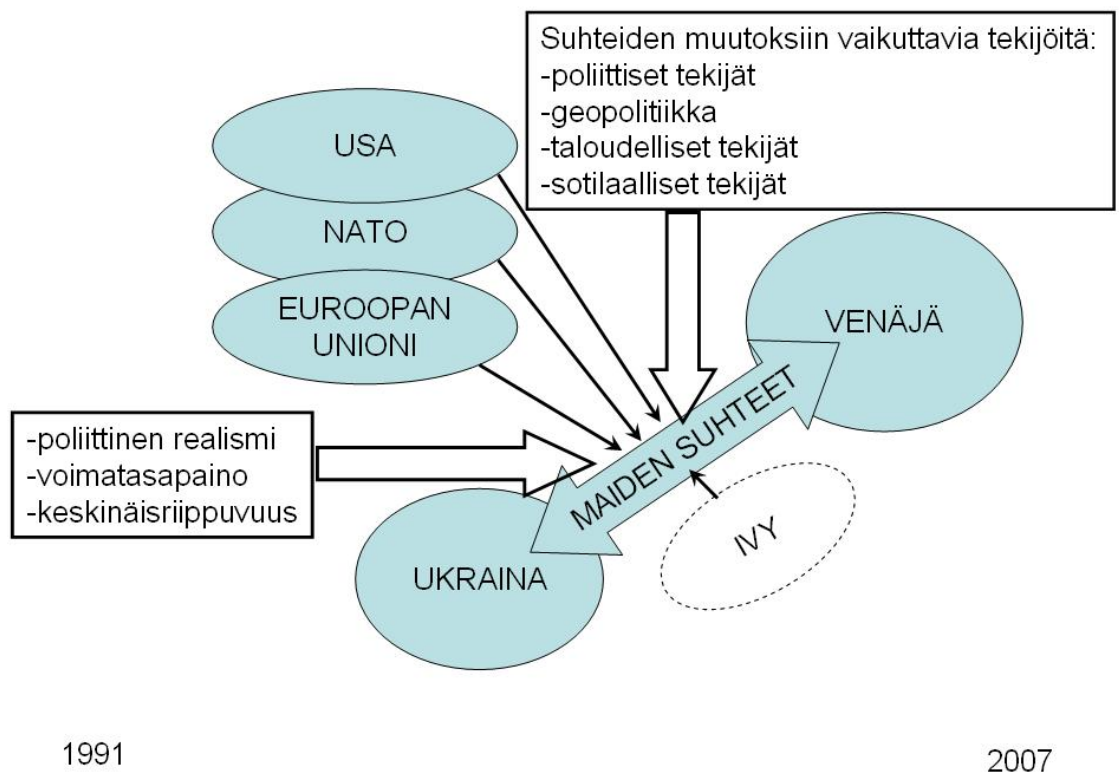 Suhteiden muutoksiin vaikuttavia tekijöitä:
-poliittiset tekijät
-geopolitiikka
-taloudelliset tekijät
-sotilaalliset tekijät
USA
NATO
EUROOPAN
UNIONI
VENÄJÄ
-poliittinen realismi
-voimatasapaino
-keskinäisriippuvuus
MAIDEN SUHTEET
IVY
UKRAINA
1991
2007